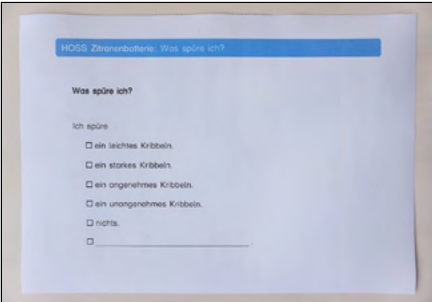 HOSS Zitronenbatterie: Was spüre ich?
Was spüre ich?
Ich spüre
☐ ein leichtes Kribbeln.
☐ ein starkes Kribbeln.
☐ ein angenehmes Kribbeln.
☐ ein unangenehmes Kribbeln.
☐ nichts.
☐ ______________________________.